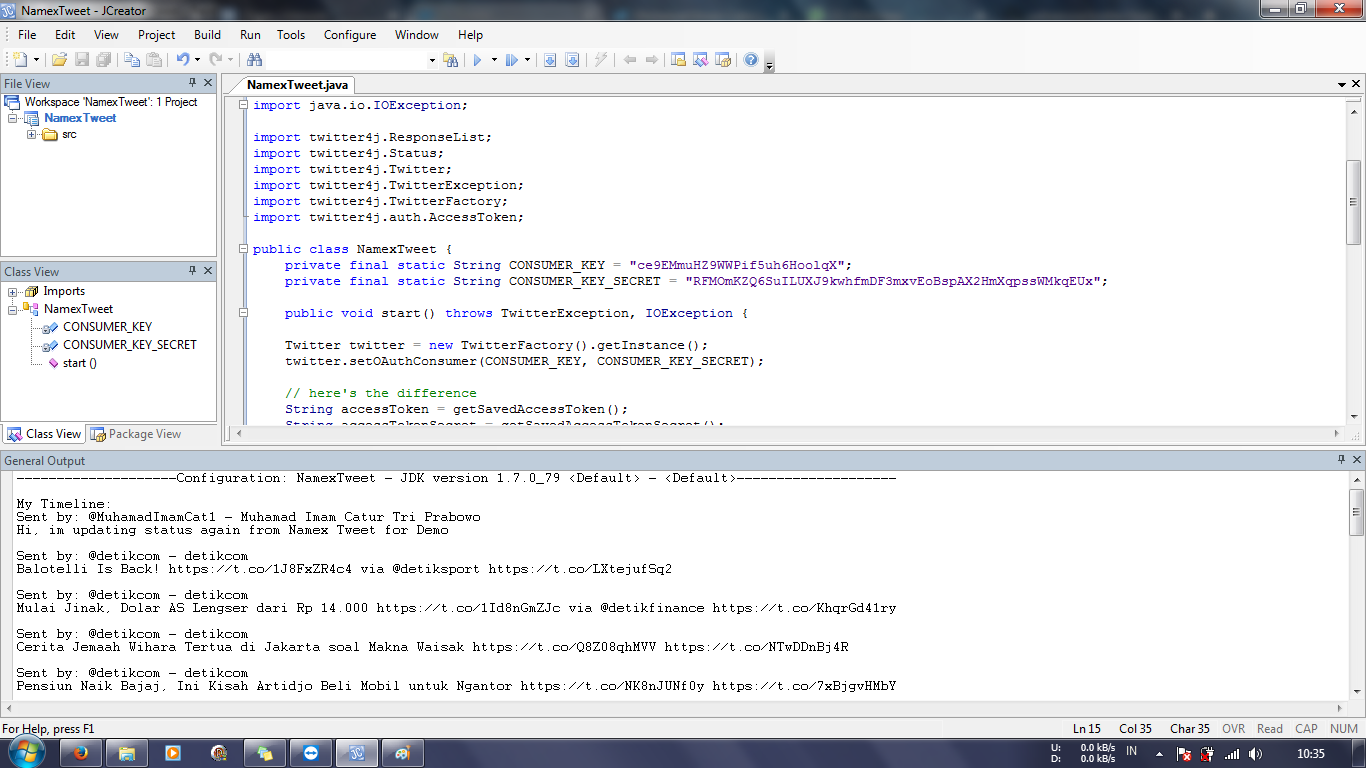 NamexTweet - JCreator
File Edit View Project Build Run Tools Configure Window Help
File View
Workspace 'NamexTweet': 1 Project
NamexTweet
src
Class View
Imports
NamexTweet
CONSUMER_KEY
CONSUMER_KEY_SECRET
start ()
Class View Package View
NamexTweet.java
import java.io.IOException;
import twitter4j.ResponseList;
import twitter4j.Status;
import twitter4j.Twitter;
import twitter4j.TwitterException;
import twitter4j.TwitterFactory;
import twitter4j.auth.AccessToken;
public class NamexTweet {
private final static String CONSUMER_KEY = "ce9EMmuHZ9WWPif5uh6HoolqX";
private final static String CONSUMER_KEY_SECRET = "RFMOmKZQ6SuILUXJ9kwhfmDF3mxvEoBspAX2HmXqpssWMkqEUx";
public void start() throws TwitterException, IOException {
Twitter twitter = new TwitterFactory().getInstance();
twitter.setOAuthConsumer(CONSUMER_KEY, CONSUMER_KEY_SECRET);
// here's the difference
String accessToken = getSavedAccessToken();
String accessTokenSecret = getSavedAccessTokenSecret();
General Output
--------------------Configuration: NamexTweet - JDK version 1.7.0_79 <Default> - <Default>--------------------
My Timeline:
Sent by: @MuhamadImamCat1 - Muhamad Imam Catur Tri Prabowo
Hi, im updating status again from Namex Tweet for Demo
Sent by: @detikcom - detikcom
Balotelli Is Back! https://t.co/1J8FxZR4c4 via @detiksport https://t.co/LXtejufSq2
Sent by: @detikcom - detikcom
Mulai Jinak, Dolar AS Lengser dari Rp 14.000 https://t.co/1Id8nGmZJc via @detikfinance https://t.co/KhqrGd41ry
Sent by: @detikcom - detikcom
Cerita Jemaah Wihara Tertua di Jakarta soal Makna Waisak https://t.co/Q8Z08qhMVV https://t.co/NTwDDnBj4R
Sent by: @detikcom - detikcom
Pensiun Naik Bajaj, Ini Kisah Artidjo Beli Mobil untuk Ngantor https://t.co/NK8nJUNf0y https://t.co/7xBjgvHMbY
For Help, press F1
Ln 15 Col 35 Char 35 OVR Read CAP NUM
U: 0.0 kB/s
D: 0.0 kB/s
IN
10:35